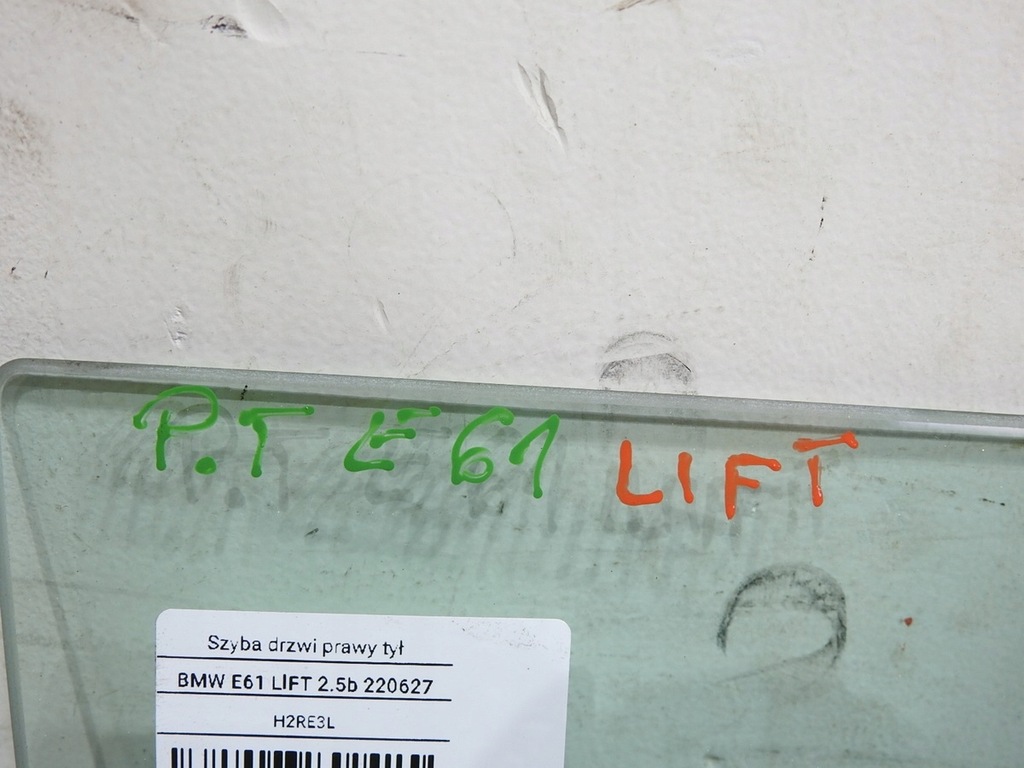 P.T E61 LIFT
Szyba drzwi prawy tył
BMW E61 LIFT 2.5b 220627
H2RE3L